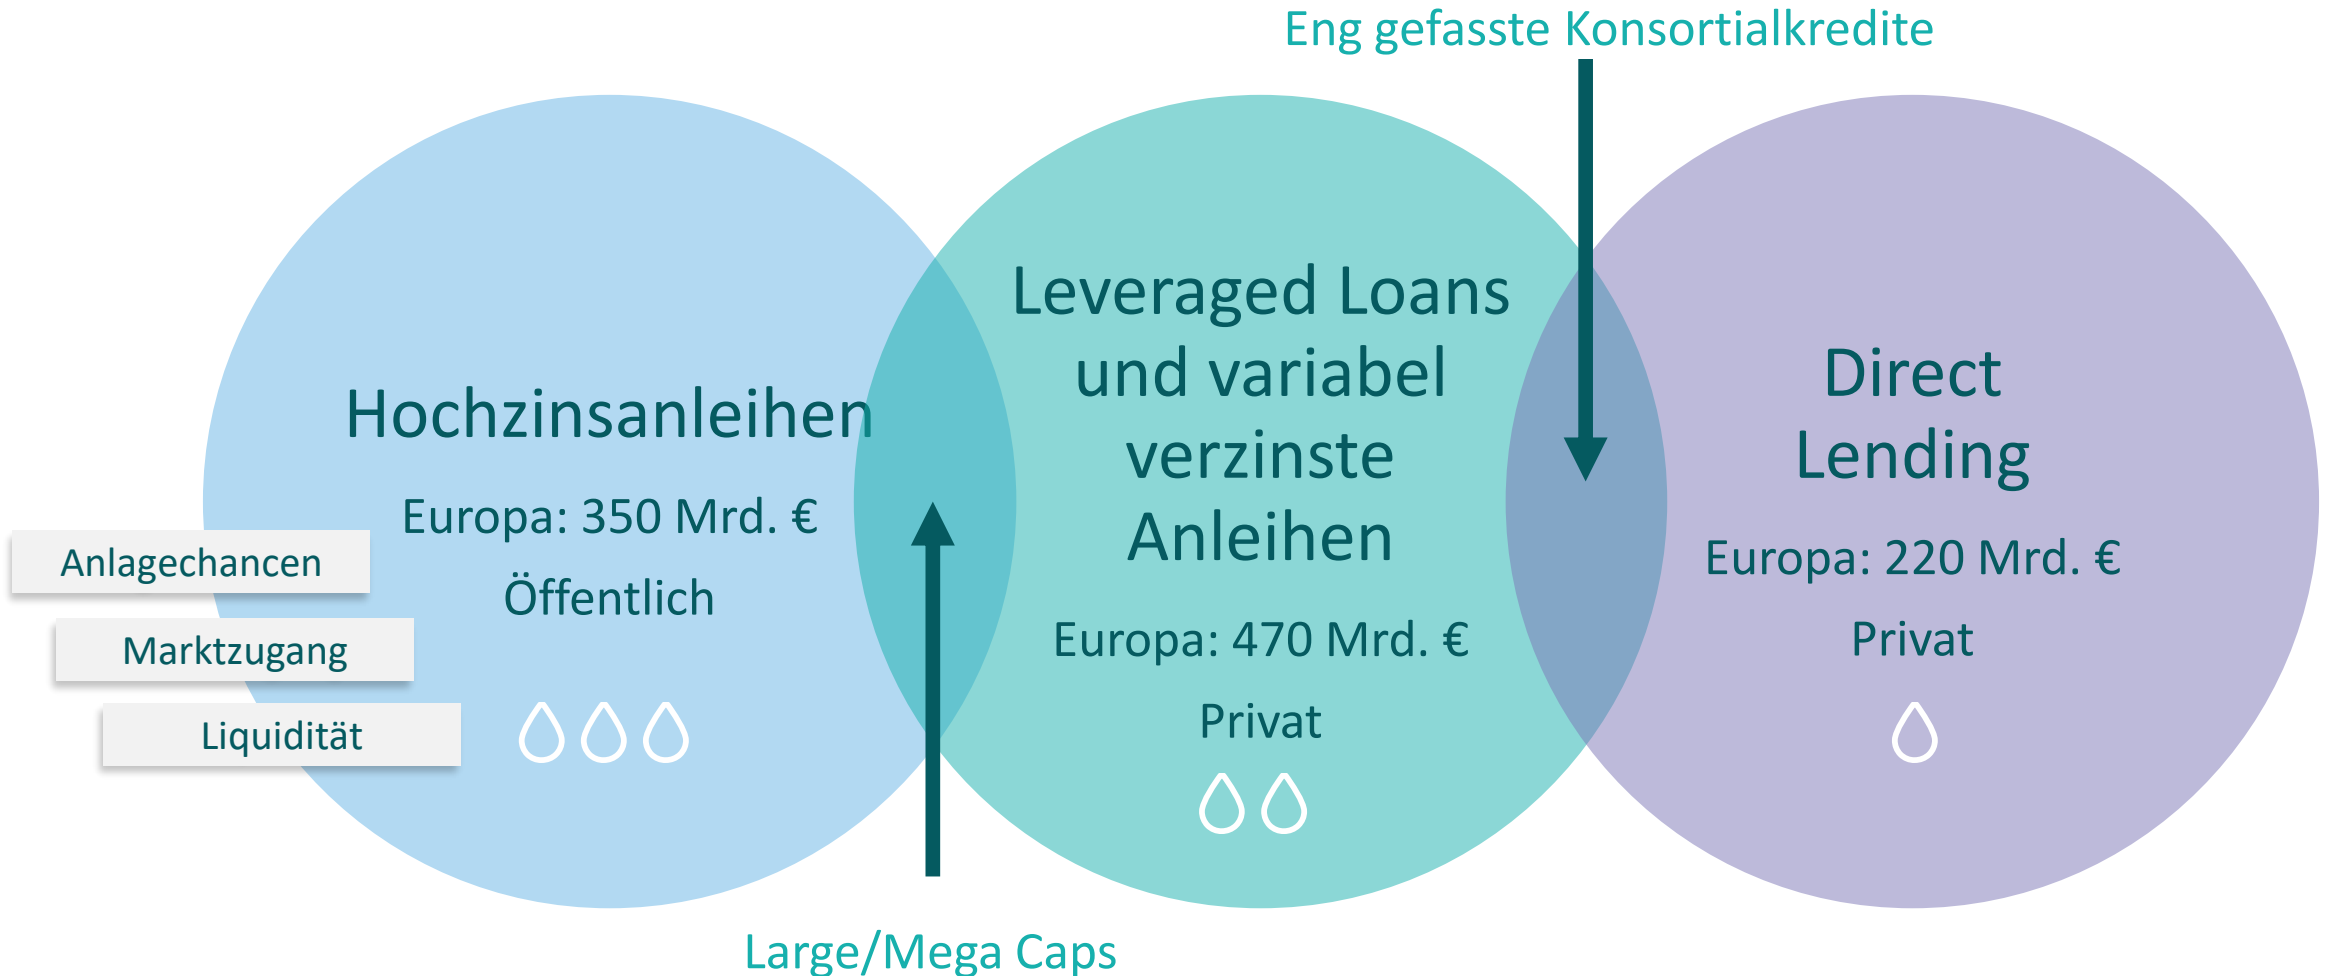 Eng gefasste Konsortialkredite
Hochzinsanleihen
Europa: 350 Mrd. €
Öffentlich
Anlagechancen
Marktzugang
Liquidität
Leveraged Loans
und variabel
verzinste
Anleihen
Europa: 470 Mrd. €
Privat
Direct
Lending
Europa: 220 Mrd. €
Privat
Large/Mega Caps